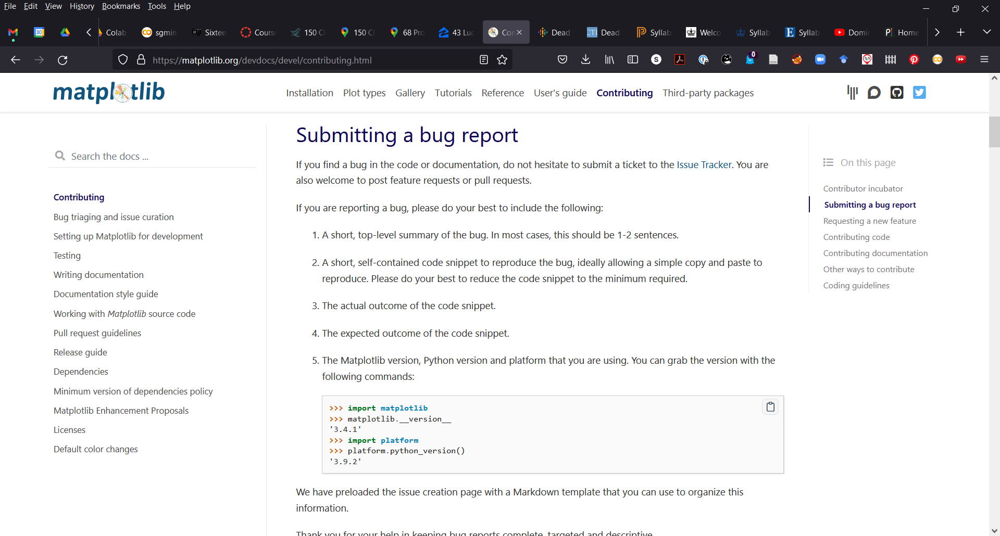 File Edit View History Bookmarks Tools Help
30 Colab sgmin Sixtee Cours 150 Cl 150 Cl 68 Pro 43 Luc Con Dead CTL Dead Syllab Welco Syllab Syllab Domin Home
https://matplotlib.org/devdocs/devel/contributing.html
0
matplotlib
Installation Plot types Gallery Tutorials Reference User's guide Contributing Third-party packages
Search the docs ...
Contributing
Bug triaging and issue curation
Setting up Matplotlib for development
Testing
Writing documentation
Documentation style guide
Working with Matplotlib source code
Pull request guidelines
Release guide
Dependencies
Minimum version of dependencies policy
Matplotlib Enhancement Proposals
Licenses
Default color changes
Submitting a bug report
If you find a bug in the code or documentation, do not hesitate to submit a ticket to the Issue Tracker. You are
also welcome to post feature requests or pull requests.
If you are reporting a bug, please do your best to include the following:
1. A short, top-level summary of the bug. In most cases, this should be 1-2 sentences.
2. A short, self-contained code snippet to reproduce the bug, ideally allowing a simple copy and paste to
reproduce. Please do your best to reduce the code snippet to the minimum required.
3. The actual outcome of the code snippet.
4. The expected outcome of the code snippet.
5. The Matplotlib version, Python version and platform that you are using. You can grab the version with the
following commands:
>>> import matplotlib
>>> matplotlib.__version__
'3.4.1'
>>> import platform
>>> platform.python_version()
'3.9.2'
We have preloaded the issue creation page with a Markdown template that you can use to organize this
information.
Thank you for your help in keeping bug reports complete, targeted and descriptive.
On this page
Contributor incubator
Submitting a bug report
Requesting a new feature
Contributing code
Contributing documentation
Other ways to contribute
Coding guidelines